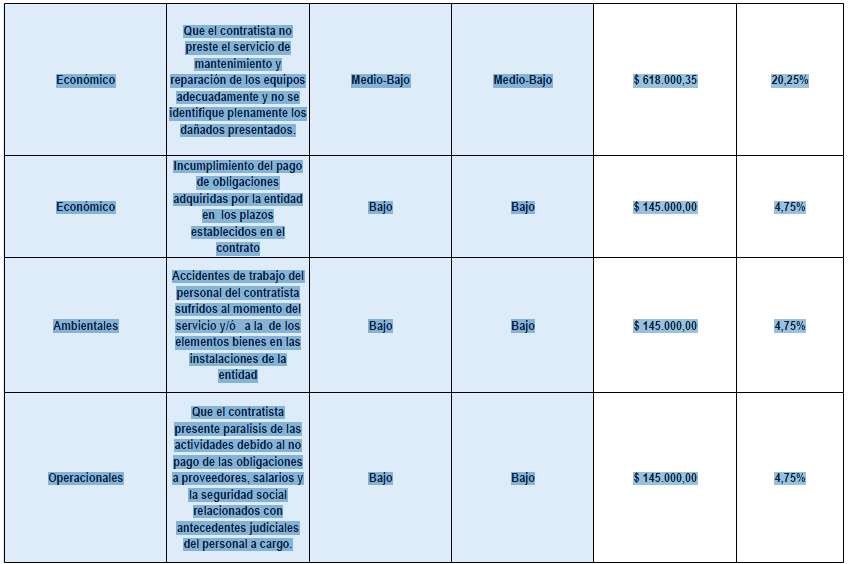 Económico
Que el contratista no
preste el servicio de
mantenimiento y
reparación de los equipos
adecuadamente y no se
identifique plenamente los
dañados presentados.
Medio-Bajo
Medio-Bajo
$ 618.000,35
20,25%
Económico
Incumplimiento del pago
de obligaciones
adquiridas por la entidad
en los plazos
establecidos en el
contrato
Bajo
Bajo
$ 145.000,00
4,75%
Ambientales
Accidentes de trabajo del
personal del contratista
sufridos al momento del
servicio y/ó a la de los
elementos bienes en las
instalaciones de la
entidad
Bajo
Bajo
$ 145.000,00
4,75%
Operacionales
Que el contratista
presente paralisis de las
actividades debido al no
pago de las obligaciones
a proveedores, salarios y
la seguridad social
relacionados con
antecedentes judiciales
del personal a cargo.
Bajo
Bajo
$ 145.000,00
4,75%